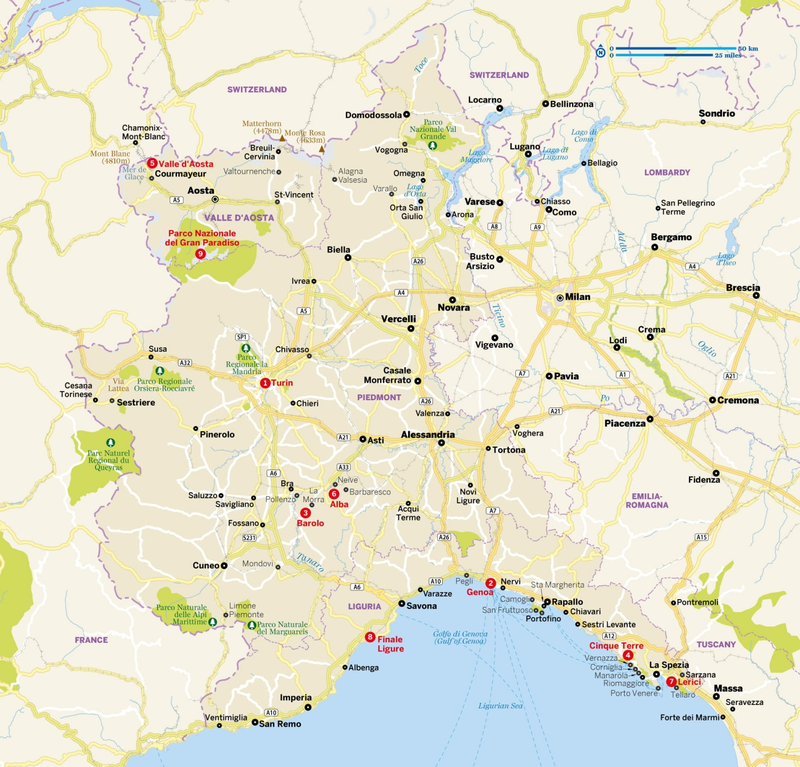 SWITZERLAND
SWITZERLAND
N
0
50 km
0
25 miles
Toce
Locarno
Bellinzona
Sondrio
Domodossola
Matterhorn
(4478m)
Monte Rosa
(4633m)
Parco
Nazionale Val
Grande
Chamonix-
Mont-Blanc
Mont Blanc
(4810m)
Mer de
Glace
5 Valle d'Aosta
Courmayeur
Breuil-
Cervinia
Valtournenche
Vogogna
Lago
Maggiore
Lugano
Lago di
Lugano
Lago di
Como
Bellagio
Alagna
Valsesia
Omegna
Varallo
Lago
d'Orta
LOMBARDY
Aosta
A5
St-Vincent
Orta San
Giulio
Varese
Arona
Chiasso
Como
San Pellegrino
Terme
VALLE D'AOSTA
A8
A9
Adda
Parco Nazionale
del Gran Paradiso
9
Biella
Busto
Arsizio
Bergamo
Lago
d'Iseo
A26
A4
Ivrea
A4
Brescia
Milan
A5
Novara
Ticino
Vercelli
Crema
SP1
Vigevano
Lodi
Oglio
Susa
Chivasso
Parco
Regionale la
Mandria
A32
Casale
Monferrato
Pavia
A1
A21
Cesana
Torinese
Via
Lattea
Parco Regionale
Orsiera-Rocciavrè
1 Turin
Sestriere
Chieri
PIEDMONT
A26
Po
Cremona
Valenza
A21
Piacenza
Pinerolo
A21
Asti
Alessandria
Voghera
Tortona
Parc Naturel
Regional du
Queyras
A6
A33
Fidenza
Neive
Bra
La
Morra
6
Barbaresco
Alba
Novi
Ligure
EMILIA-
ROMAGNA
Saluzzo
Pollenzo
Savigliano
3
Barolo
Acqui
Terme
A7
Fossano
S231
A26
A15
Cuneo
Mondovì
Tanaro
Pegli
2
Genoa
Nervi
Sta Margherita
A6
A10
Varazze
Camogli
Rapallo
LIGURIA
Savona
San Fruttuoso
Portofino
Chiavari
Pontremoli
Parco Naturale
delle Alpi
Marittime
Limone
Piemonte
Parco Naturale
del Marguareis
Sestri Levante
FRANCE
8 Finale
Ligure
Golfo di Genova
(Gulf of Genoa)
A12
Cinque Terre
4
TUSCANY
Vernazza
Corniglia
Manarola
Riomaggiore
Porto Venere
La Spezia
Sarzana
7 Lerici
Tellaro
Albenga
Massa
Seravezza
Imperia
Ligurian Sea
A10
Ventimiglia
San Remo
Forte dei Marmi